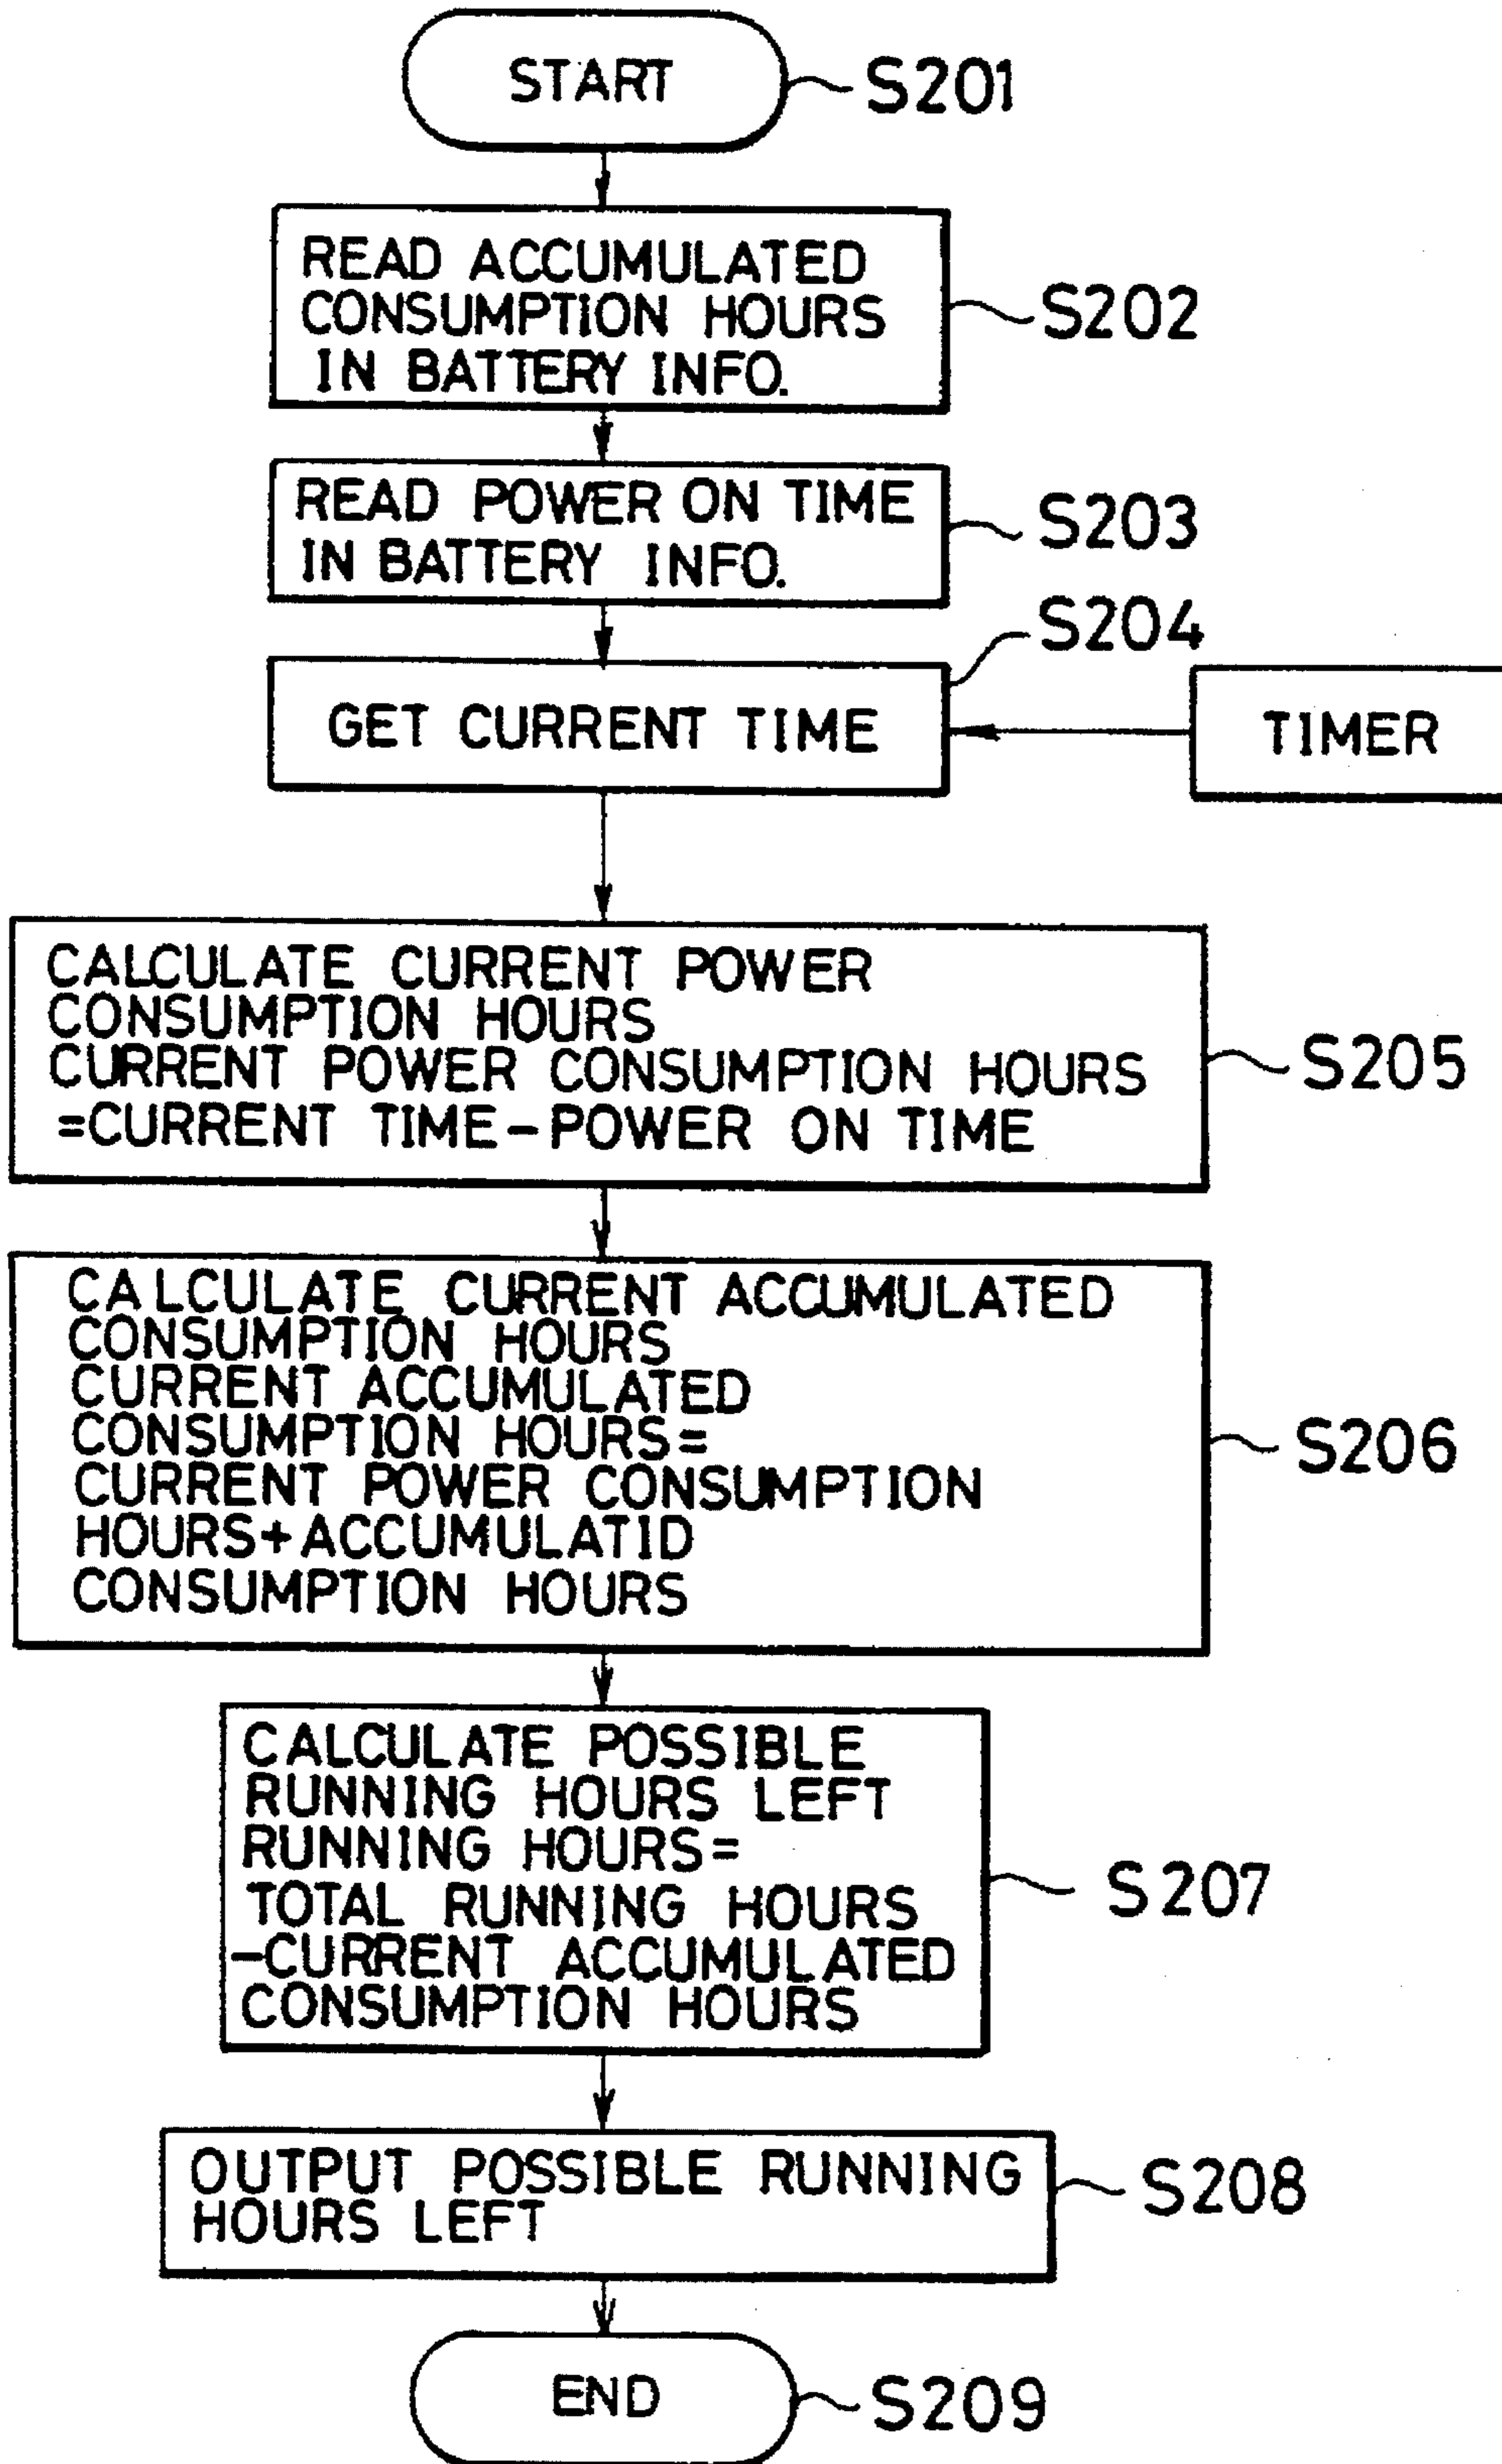 START
S201
READ ACCUMULATED
CONSUMPTION HOURS
IN BATTERY INFO.
S202
READ POWER ON TIME
IN BATTERY INFO.
S203
S204
GET CURRENT TIME
TIMER
CALCULATE CURRENT POWER
CONSUMPTION HOURS
CURRENT POWER CONSUMPTION HOURS
=CURRENT TIME-POWER ON TIME
S205
CALCULATE CURRENT ACCUMULATED
CONSUMPTION HOURS
CURRENT ACCUMULATED
CONSUMPTION HOURS=
CURRENT POWER CONSUMPTION
HOURS+ACCUMULATID
CONSUMPTION HOURS
S206
CALCULATE POSSIBLE
RUNNING HOURS LEFT
RUNNING HOURS=
TOTAL RUNNING HOURS
-CURRENT ACCUMULATED
CONSUMPTION HOURS
S207
OUTPUT POSSIBLE RUNNING
HOURS LEFT
S208
END
S209